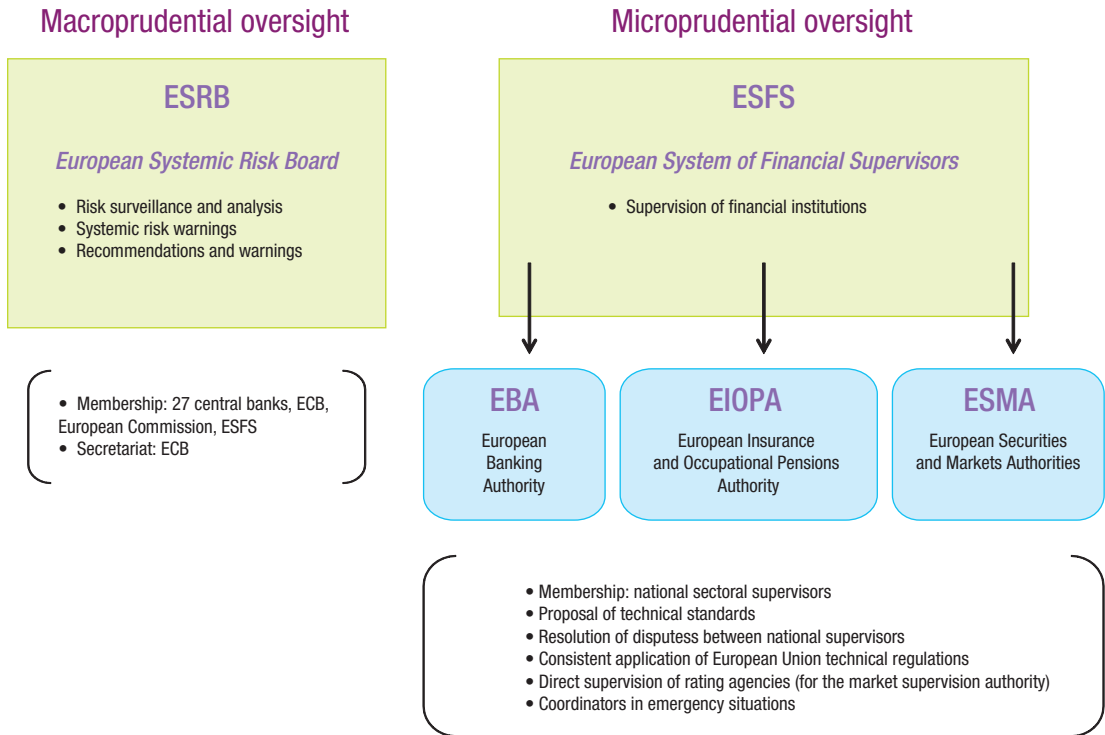 Macroprudential oversight
ESRB
European Systemic Risk Board
• Risk surveillance and analysis
• Systemic risk warnings
• Recommendations and warnings
• Membership: 27 central banks, ECB,
European Commission, ESFS
• Secretariat: ECB
Microprudential oversight
ESFS
European System of Financial Supervisors
• Supervision of financial institutions
EBA
European
Banking
Authority
EIOPA
European Insurance
and Occupational Pensions
Authority
ESMA
European Securities
and Markets Authorities
• Membership: national sectoral supervisors
• Proposal of technical standards
• Resolution of disputess between national supervisors
• Consistent application of European Union technical regulations
• Direct supervision of rating agencies (for the market supervision authority)
• Coordinators in emergency situations